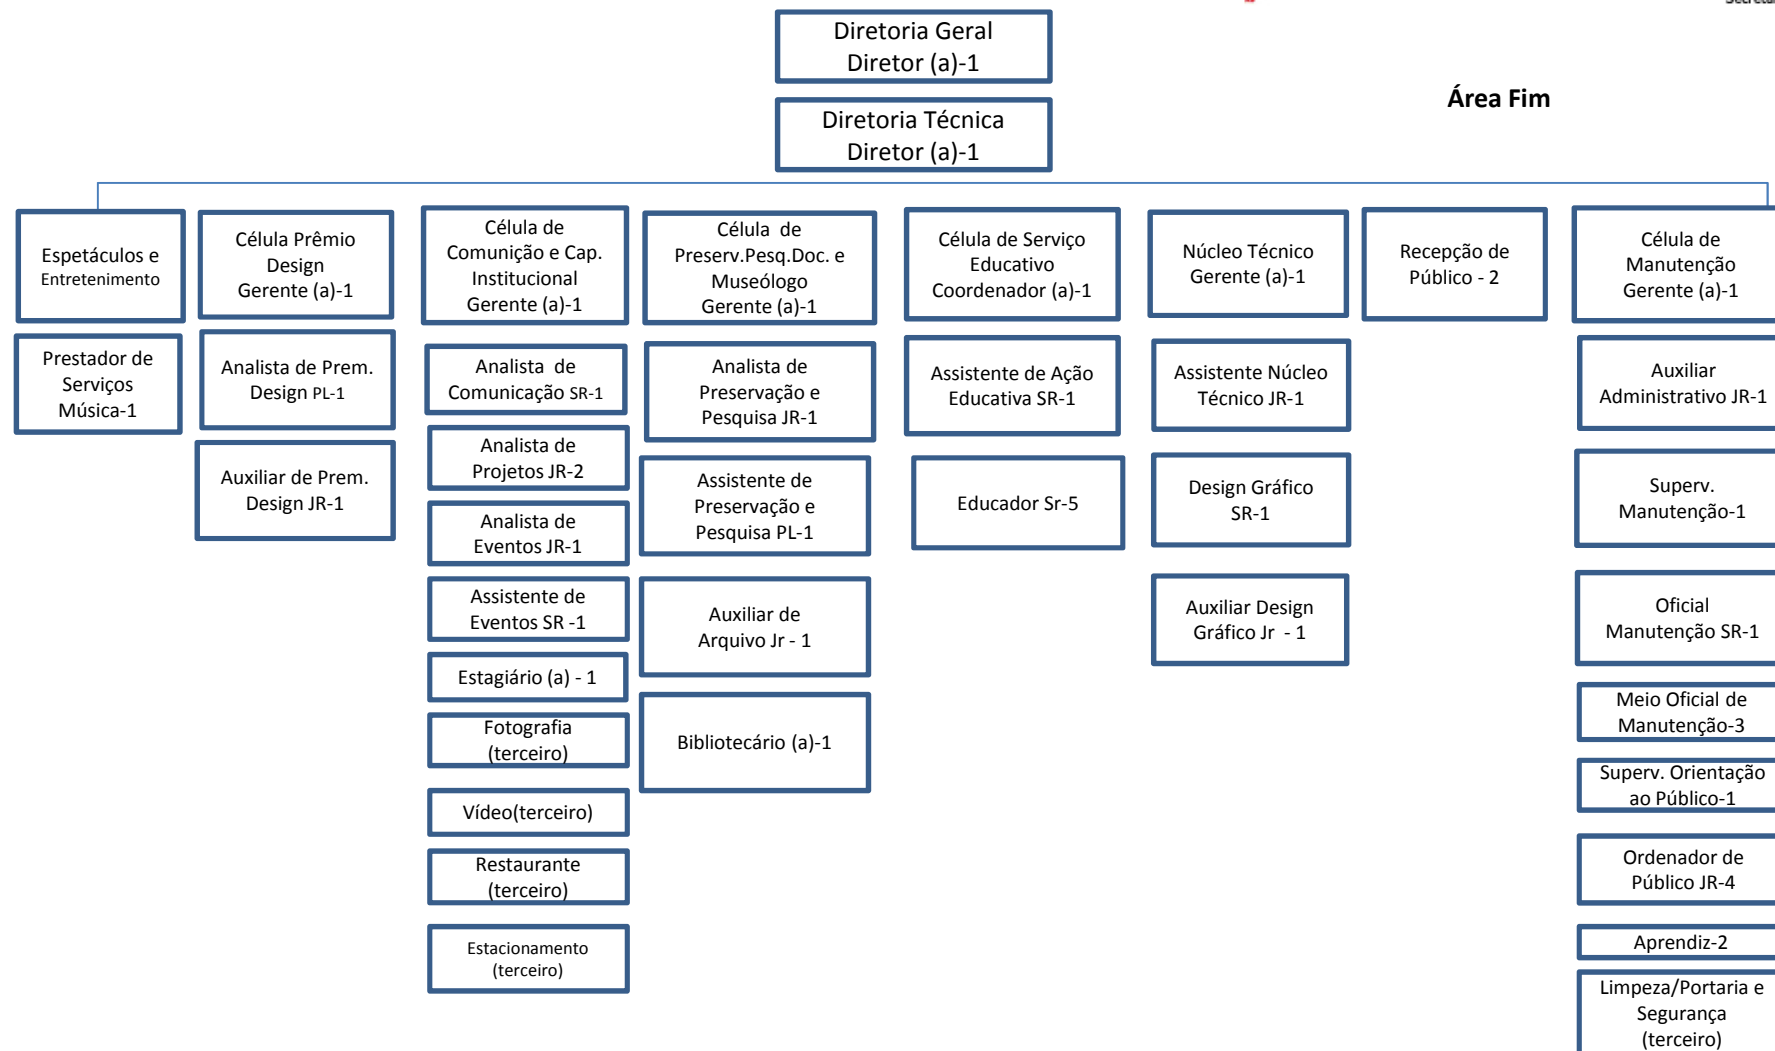 Diretoria Geral
Diretor (a)-1
Área Fim
Diretoria Técnica
Diretor (a)-1
Espetáculos e
Entretenimento
Prestador de
Serviços
Música-1
Célula Prêmio
Design
Gerente (a)-1
Analista de Prem.
Design PL-1
Auxiliar de Prem.
Design JR-1
Célula de
Comunição e Cap.
Institucional
Gerente (a)-1
Analista de
Comunicação SR-1
Analista de
Projetos JR-2
Analista de
Eventos JR-1
Assistente de
Eventos SR -1
Estagiário (a) - 1
Fotografia
(terceiro)
Vídeo(terceiro)
Restaurante
(terceiro)
Estacionamento
(terceiro)
Célula de
Preserv.Pesq.Doc. e
Museólogo
Gerente (a)-1
Analista de
Preservação e
Pesquisa JR-1
Assistente de
Preservação e
Pesquisa PL-1
Auxiliar de
Arquivo Jr - 1
Bibliotecário (a)-1
Célula de Serviço
Educativo
Coordenador (a)-1
Assistente de Ação
Educativa SR-1
Educador Sr-5
Núcleo Técnico
Gerente (a)-1
Assistente Núcleo
Técnico JR-1
Design Gráfico
SR-1
Auxiliar Design
Gráfico Jr - 1
Recepção de
Público - 2
Célula de
Manutenção
Gerente (a)-1
Auxiliar
Administrativo JR-1
Superv.
Manutenção-1
Oficial
Manutenção SR-1
Meio Oficial de
Manutenção-3
Superv. Orientação
ao Público-1
Ordenador de
Público JR-4
Aprendiz-2
Limpeza/Portaria e
Segurança
(terceiro)